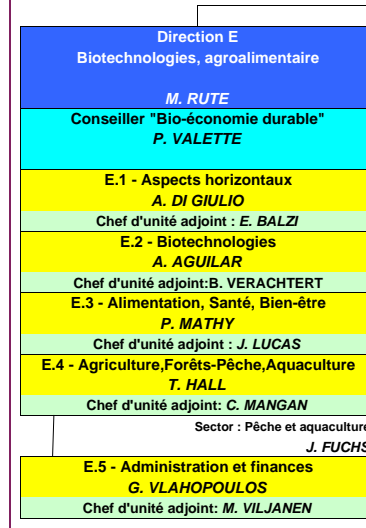 Direction E
Biotechnologies, agroalimentaire
M. RUTE
Conseiller "Bio-économie durable"
P. VALETTE
E.1 - Aspects horizontaux
A. DI GIULIO
Chef d'unité adjoint : E. BALZI
E.2 - Biotechnologies
A. AGUILAR
Chef d'unité adjoint:B. VERACHTERT
E.3 - Alimentation, Santé, Bien-être
P. MATHY
Chef d'unité adjoint : J. LUCAS
E.4 - Agriculture,Forêts-Pêche,Aquaculture
T. HALL
Chef d'unité adjoint: C. MANGAN
Sector : Pêche et aquaculture
J. FUCHS
E.5 - Administration et finances
G. VLAHOPOULOS
Chef d'unité adjoint: M. VILJANEN